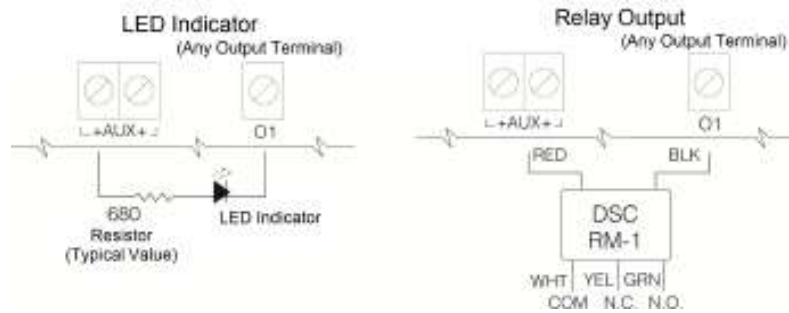 LED Indicator
(Any Output Terminal)
+AUX+
O1
680
Resistor
(Typical Value)
LED Indicator
Relay Output
(Any Output Terminal)
+AUX+
O1
RED
BLK
DSC
RM-1
WHT YEL GRN
COM N.C. N.O.